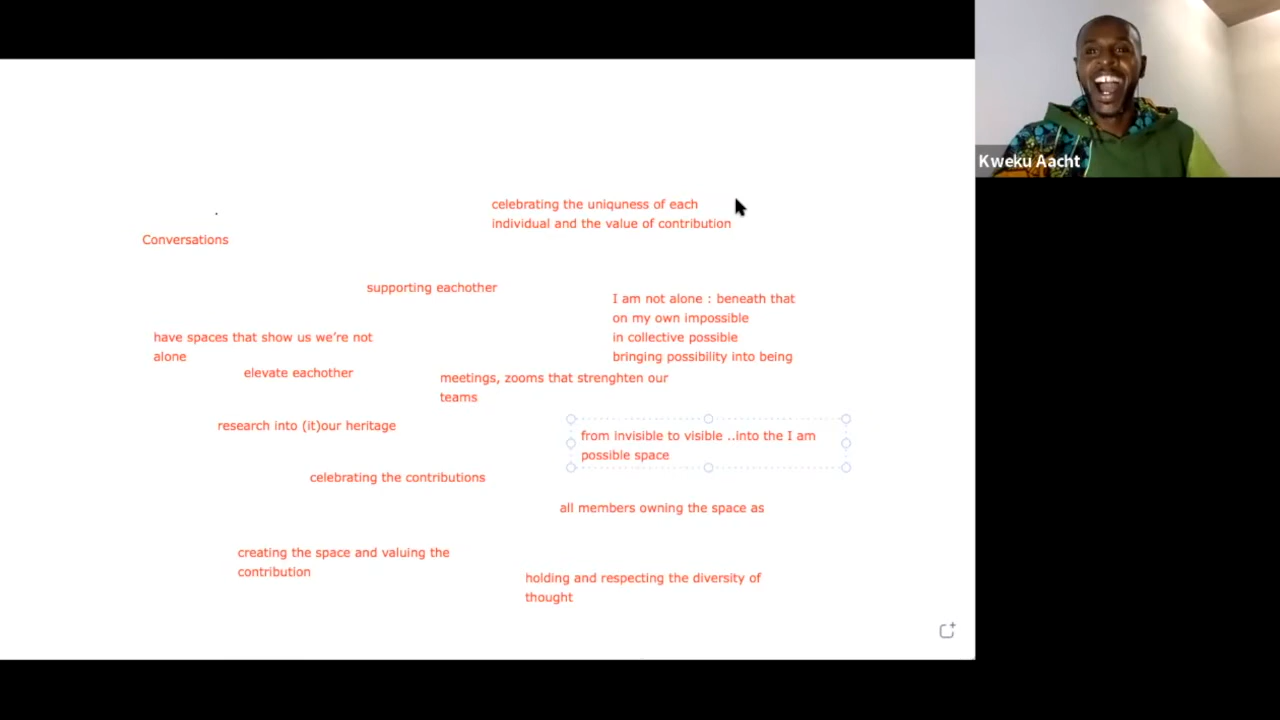 Kweku Aacht
celebrating the uniquness of each
individual and the value of contribution
Conversations
supporting eachother
I am not alone : beneath that
on my own impossible
in collective possible
bringing possibility into being
have spaces that show us we're not
alone
elevate eachother
meetings, zooms that strenghten our
teams
research into (it)our heritage
from invisible to visible ..into the I am
possible space
celebrating the contributions
all members owning the space as
creating the space and valuing the
contribution
holding and respecting the diversity of
thought